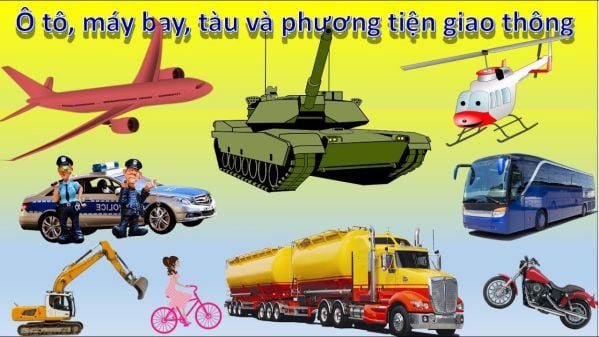 Ô tô, máy bay, tàu và phương tiện giao thông
POLICE